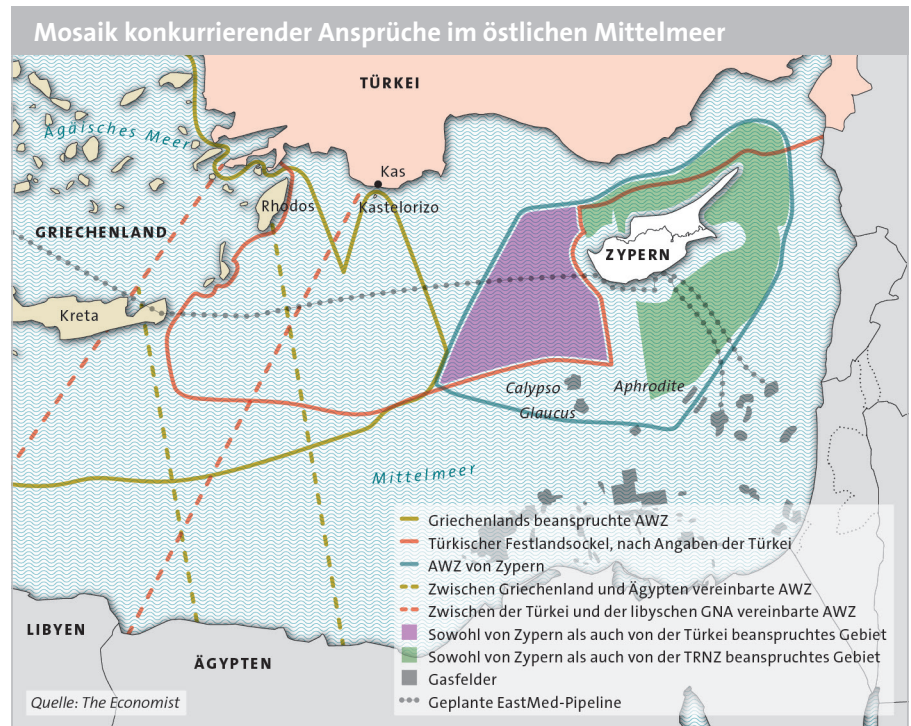 Mosaik konkurrierender Ansprüche im östlichen Mittelmeer
TÜRKEI
Ägäisches Meer
Kas
Rhodos
Kastelorizo
GRIECHENLAND
ZYPERN
Kreta
Calypso
Aphrodite
Glaucus
Mittelmeer
Griechenlands beanspruchte AWZ
Türkischer Festlandsockel, nach Angaben der Türkei
AWZ von Zypern
Zwischen Griechenland und Ägypten vereinbarte AWZ
Zwischen der Türkei und der libyschen GNA vereinbarte AWZ
Sowohl von Zypern als auch von der Türkei beanspruchtes Gebiet
Sowohl von Zypern als auch von der TRNZ beanspruchtes Gebiet
Gasfelder
Geplante EastMed-Pipeline
LIBYEN
ÄGYPTEN
Quelle: The Economist